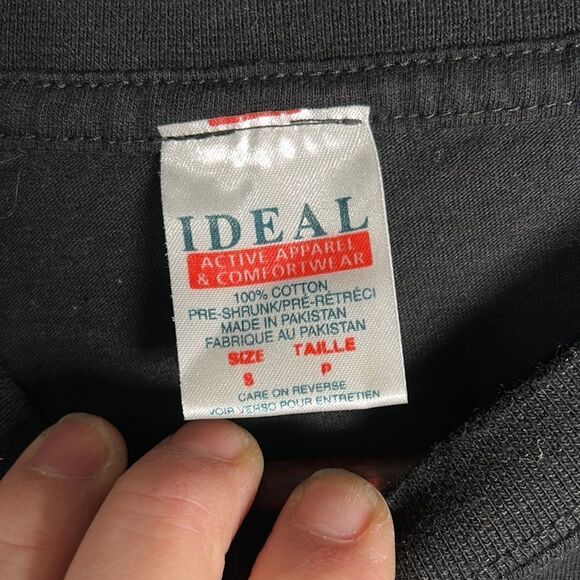 IDEAL
ACTIVE APPAREL
& COMFORTWEAR
100% COTTON
PRE-SHRUNK/PRÉ-RÉTRÉCI
MADE IN PAKISTAN
FABRIQUE AU PAKISTAN
SIZE TAILLE
S P
CARE ON REVERSE
VOIR VERSO POUR ENTRETIEN